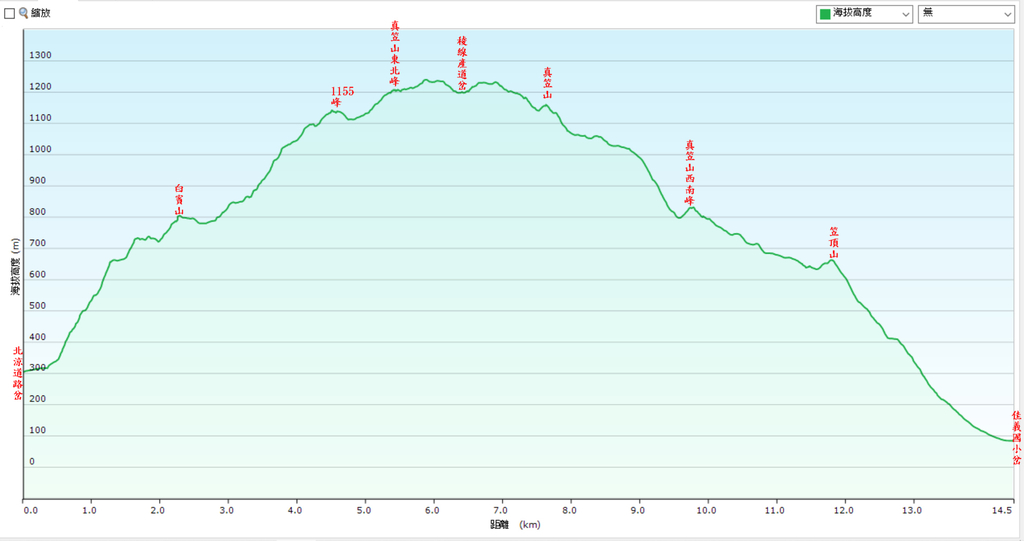 縮放
海拔高度
無
真笠山東北峰
稜線產道岔
真笠山
1155
峰
真笠山西南峰
白賓山
笠頂山
北涼道路岔
佳義國小岔
海拔高度 (m)
1300
1200
1100
1000
900
800
700
600
500
400
300
200
100
0
0.0 1.0 2.0 3.0 4.0 5.0 6.0 7.0 8.0 9.0 10.0 11.0 12.0 13.0 14.5
距離 (km)